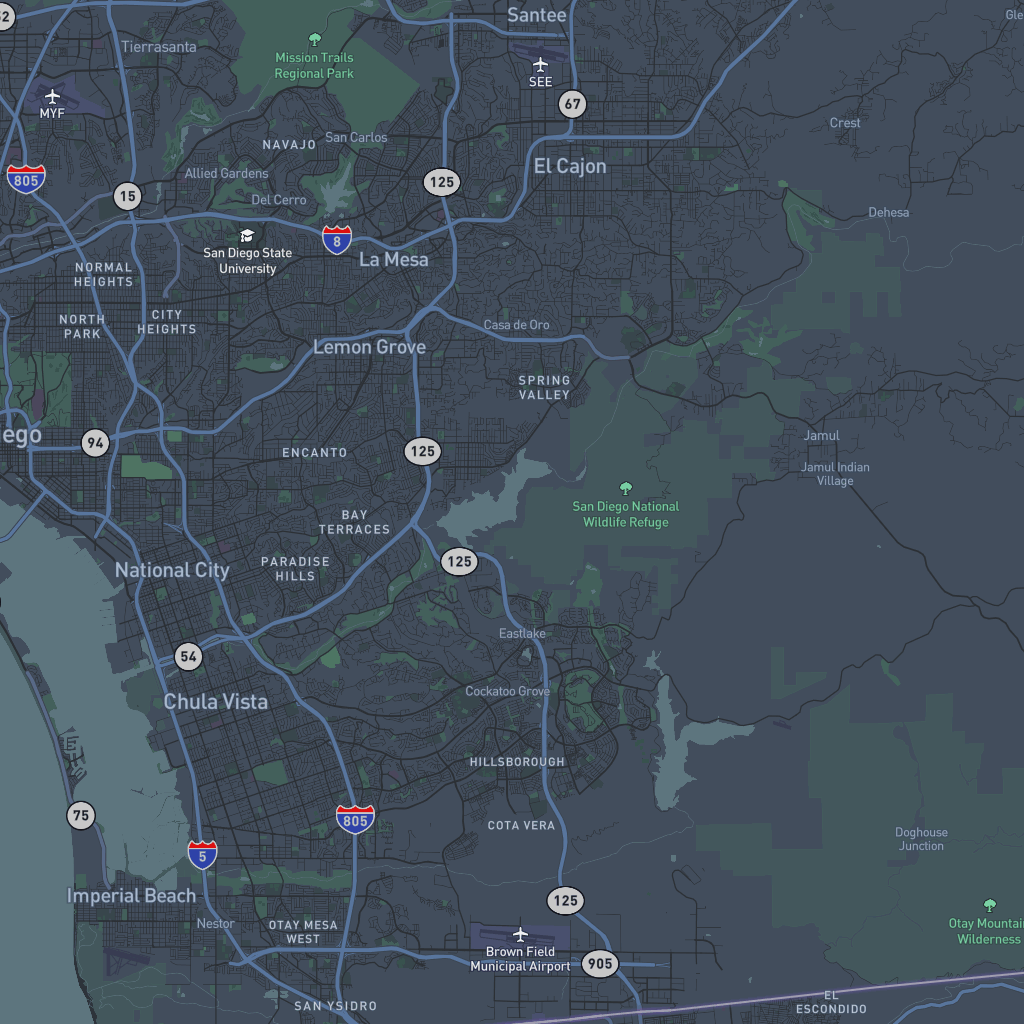 52
Santee
Gle
Tierrasanta
Mission Trails
Regional Park
SEE
MYF
67
Crest
NAVAJO
San Carlos
El Cajon
805
Allied Gardens
125
15
Del Cerro
Dehesa
8
San Diego State
University
La Mesa
NORMAL
HEIGHTS
NORTH
PARK
CITY
HEIGHTS
Casa de Oro
Lemon Grove
SPRING
VALLEY
iego
94
ENCANTO
125
Jamul
Jamul Indian
Village
San Diego National
Wildlife Refuge
BAY
TERRACES
National City
PARADISE
HILLS
125
Eastlake
54
Cockatoo Grove
Chula Vista
HILLSBOROUGH
75
805
COTA VERA
5
Doghouse
Junction
Imperial Beach
125
Nestor
OTAY MESA
WEST
Otay Mountain
Wilderness
Brown Field
Municipal Airport
905
SAN YSIDRO
EL
ESCONDIDO